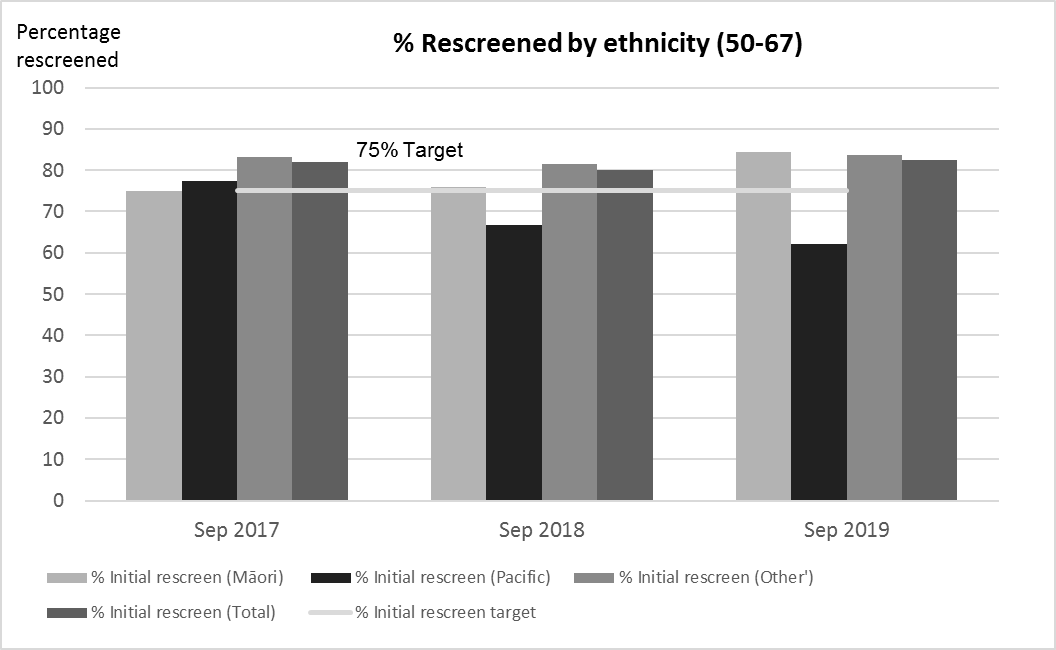 Percentage
rescreened
% Rescreened by ethnicity (50-67)
100
90
80
70
60
50
40
30
20
10
0
75% Target
Sep 2017
Sep 2018
Sep 2019
% Initial rescreen (Māori)
% Initial rescreen (Pacific)
% Initial rescreen (Other')
% Initial rescreen (Total)
% Initial rescreen target